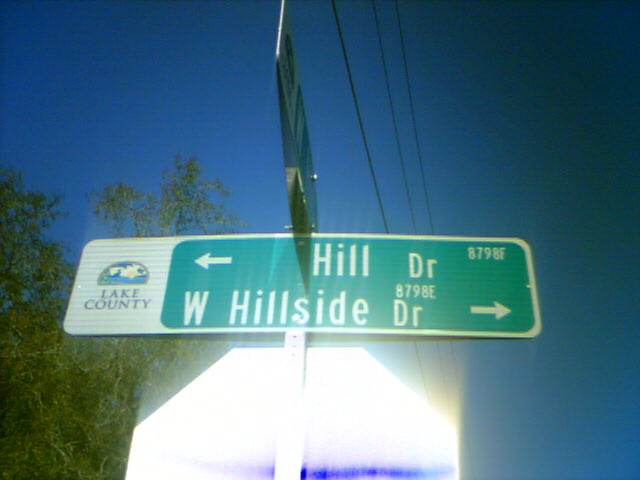 ← Hill Dr 8798F
W Hillside Dr 8798E →
LAKE
COUNTY